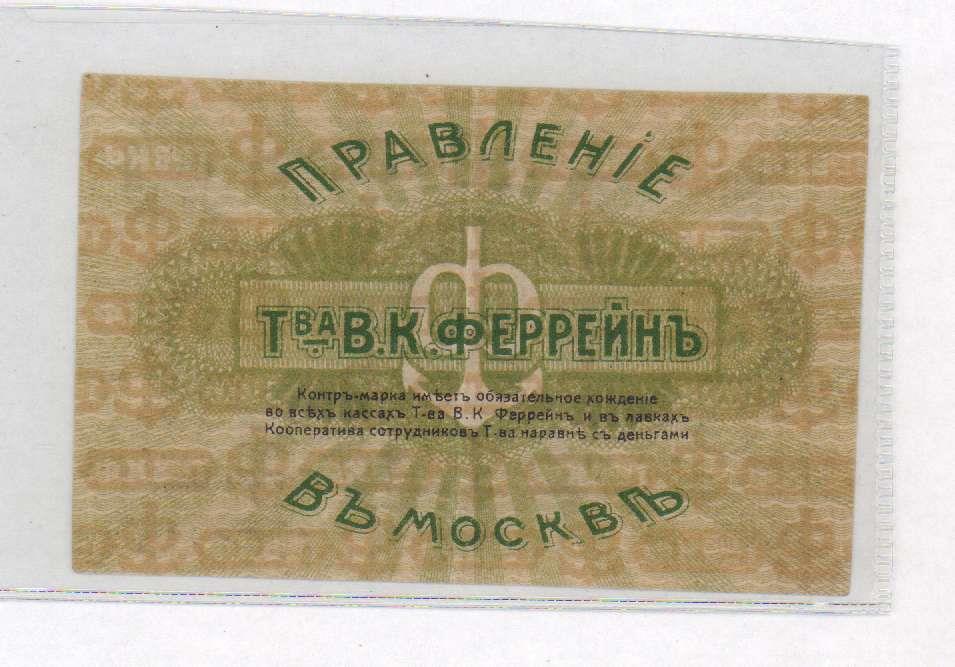 ПРАВЛЕНІЕ
Т-ВА В.К.ФЕРРЕЙНЪ
Контръ-марка имѣетъ обязательное хожденіе
во всѣхъ кассахъ Т-ва В.К Феррейнъ и въ лавкахъ
Кооператива сотрудниковъ Т-ва наравнѣ съ деньгами
ВЪ МОСКВѢ